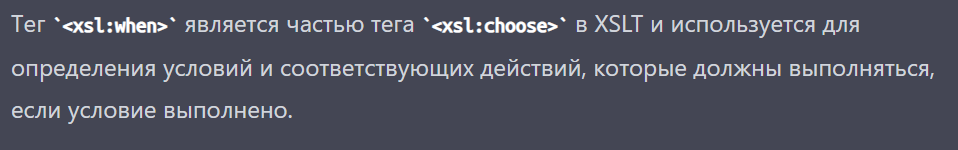 Тег `<xsl:when>` является частью тега `<xsl:choose>` в XSLT и используется для
определения условий и соответствующих действий, которые должны выполняться,
если условие выполнено.